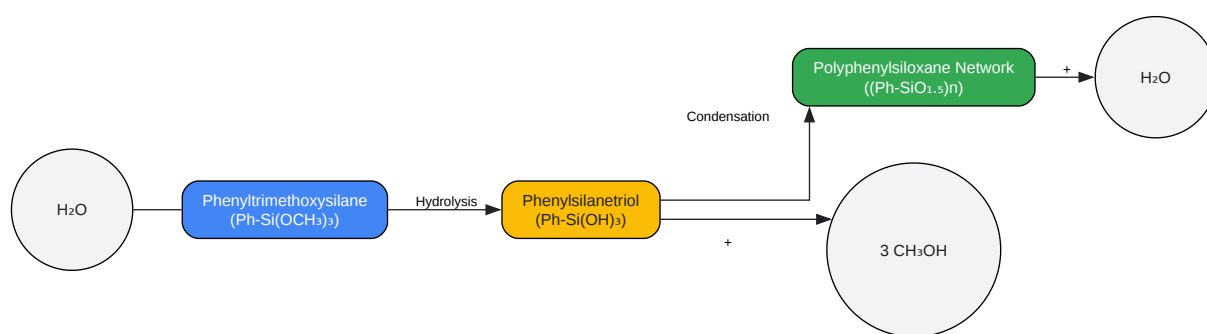 Polyphenylsiloxane Network
((Ph-SiO₁.₅)n)
+
H₂O
Condensation
H₂O
Phenyltrimethoxysilane
(Ph-Si(OCH₃)₃)
Hydrolysis
Phenylsilanetriol
(Ph-Si(OH)₃)
+
3 CH₃OH